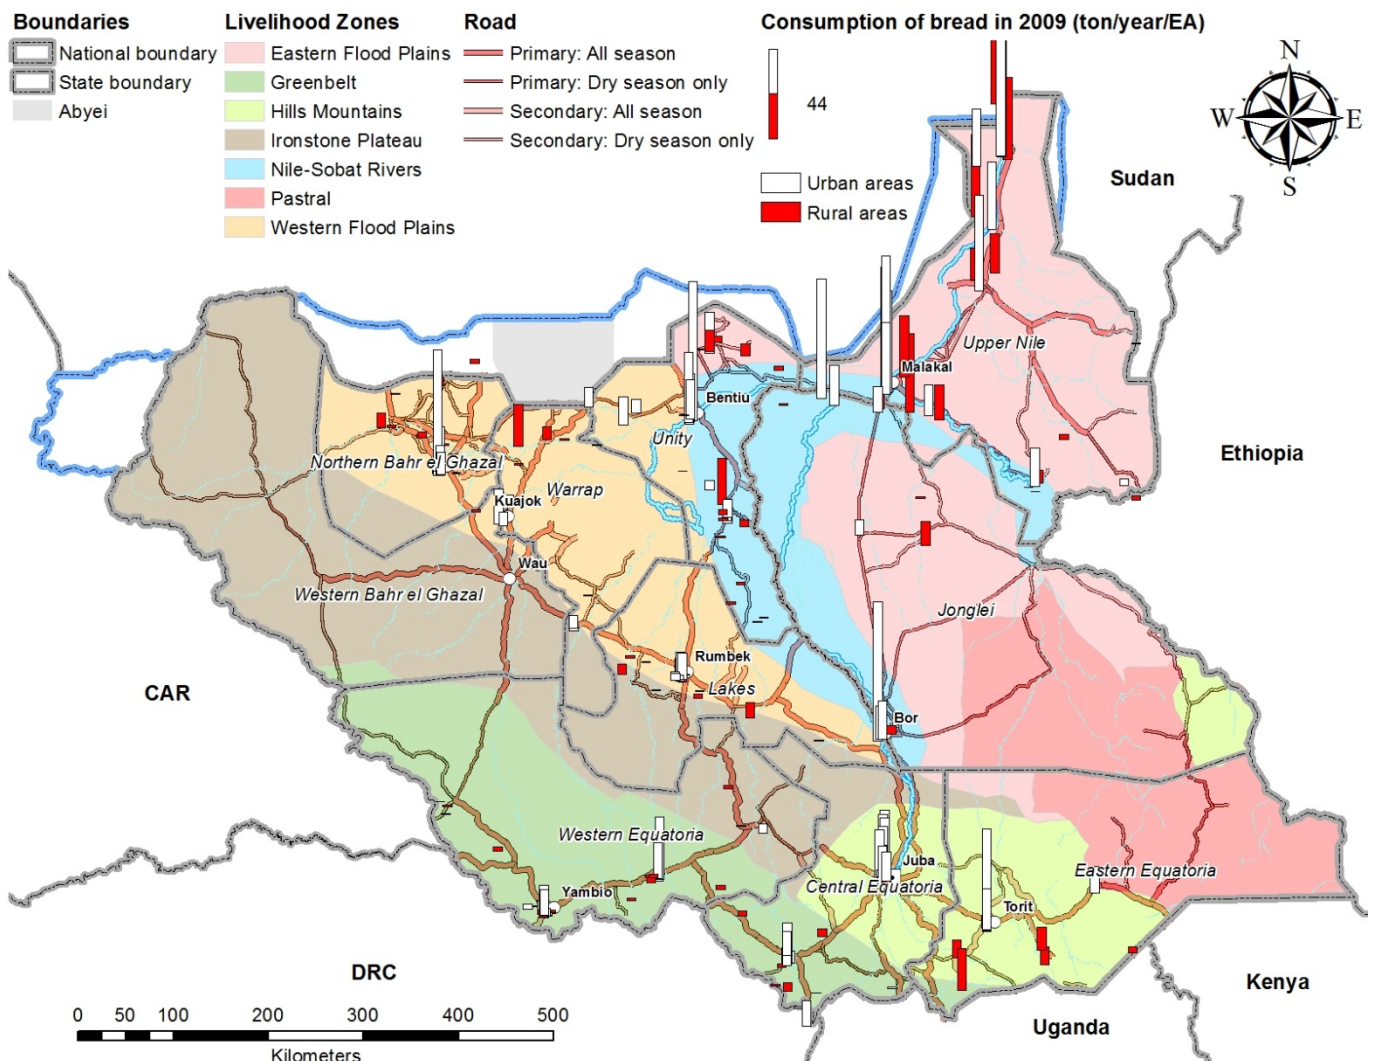 Boundaries
National boundary
State boundary
Abyei
Livelihood Zones
Eastern Flood Plains
Greenbelt
Hills Mountains
Ironstone Plateau
Nile-Sobat Rivers
Pastral
Western Flood Plains
Road
Primary: All season
Primary: Dry season only
Secondary: All season
Secondary: Dry season only
Consumption of bread in 2009 (ton/year/EA)
44
Urban areas
Rural areas
N
W E
S
Sudan
Upper Nile
Malakal
Bentiu
Unity
Ethiopia
Northern Bahr el Ghazal
Warrap
Kuajok
Wau
Western Bahr el Ghazal
Jonglei
Rumbek
Lakes
CAR
Bor
Western Equatoria
Juba
Central Equatoria
Eastern Equatoria
Yambio
Torit
DRC
Kenya
Uganda
0 50 100 200 300 400 500
Kilometers